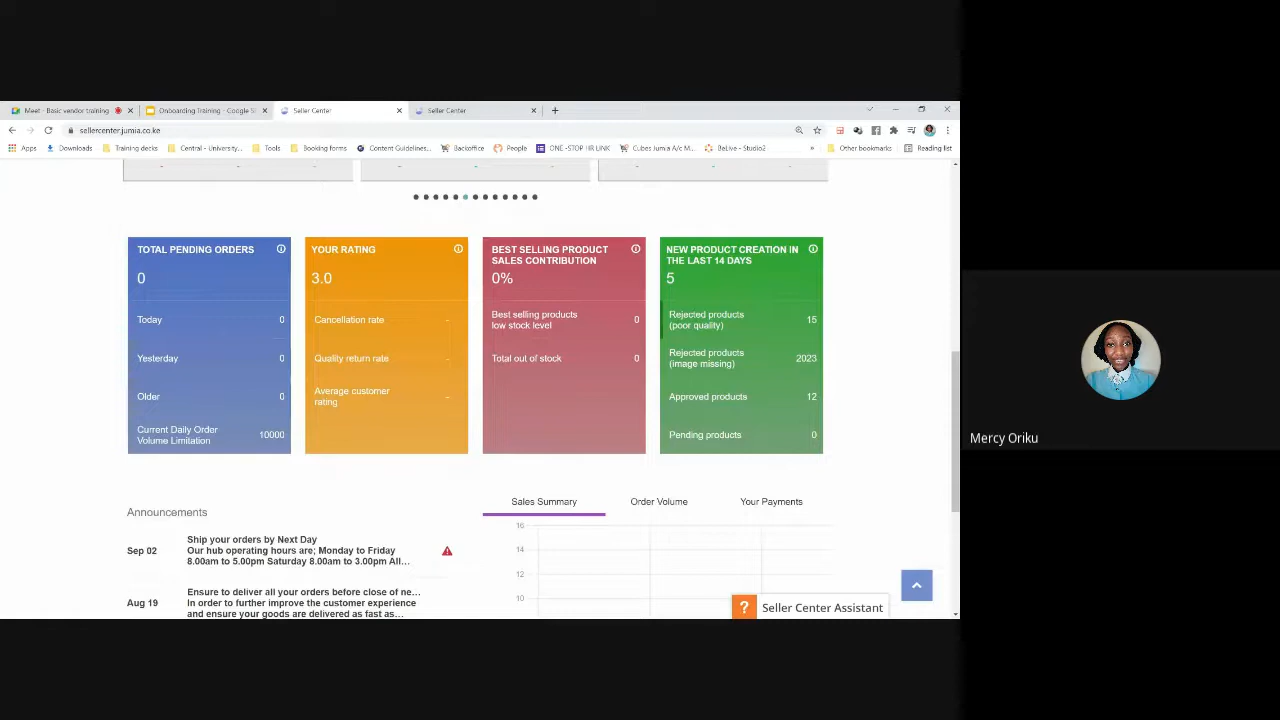 Meet - Basic vendor training
Onboarding Training - Google Sl
Seller Center
Seller Center
sellercenter.jumia.co.ke
Apps
Downloads
Training decks
Central - University...
Tools
Booking forms
Content Guidelines...
Backoffice
People
ONE -STOP HR LINK
Cubes Jumia A/c M...
BeLive - Studio2
»
Other bookmarks
Reading list
TOTAL PENDING ORDERS
0
Today 0
Yesterday 0
Older 0
Current Daily Order
Volume Limitation 10000
YOUR RATING
3.0
Cancellation rate -
Quality return rate -
Average customer
rating -
BEST SELLING PRODUCT
SALES CONTRIBUTION
0%
Best selling products
low stock level 0
Total out of stock 0
NEW PRODUCT CREATION IN
THE LAST 14 DAYS
5
Rejected products
(poor quality) 15
Rejected products
(image missing) 2023
Approved products 12
Pending products 0
Announcements
Sep 02
Ship your orders by Next Day
Our hub operating hours are; Monday to Friday
8.00am to 5.00pm Saturday 8.00am to 3.00pm All...
Aug 19
Ensure to deliver all your orders before close of ne...
In order to further improve the customer experience
and ensure your goods are delivered as fast as...
Sales Summary
Order Volume
Your Payments
16
14
12
10
? Seller Center Assistant
Mercy Oriku